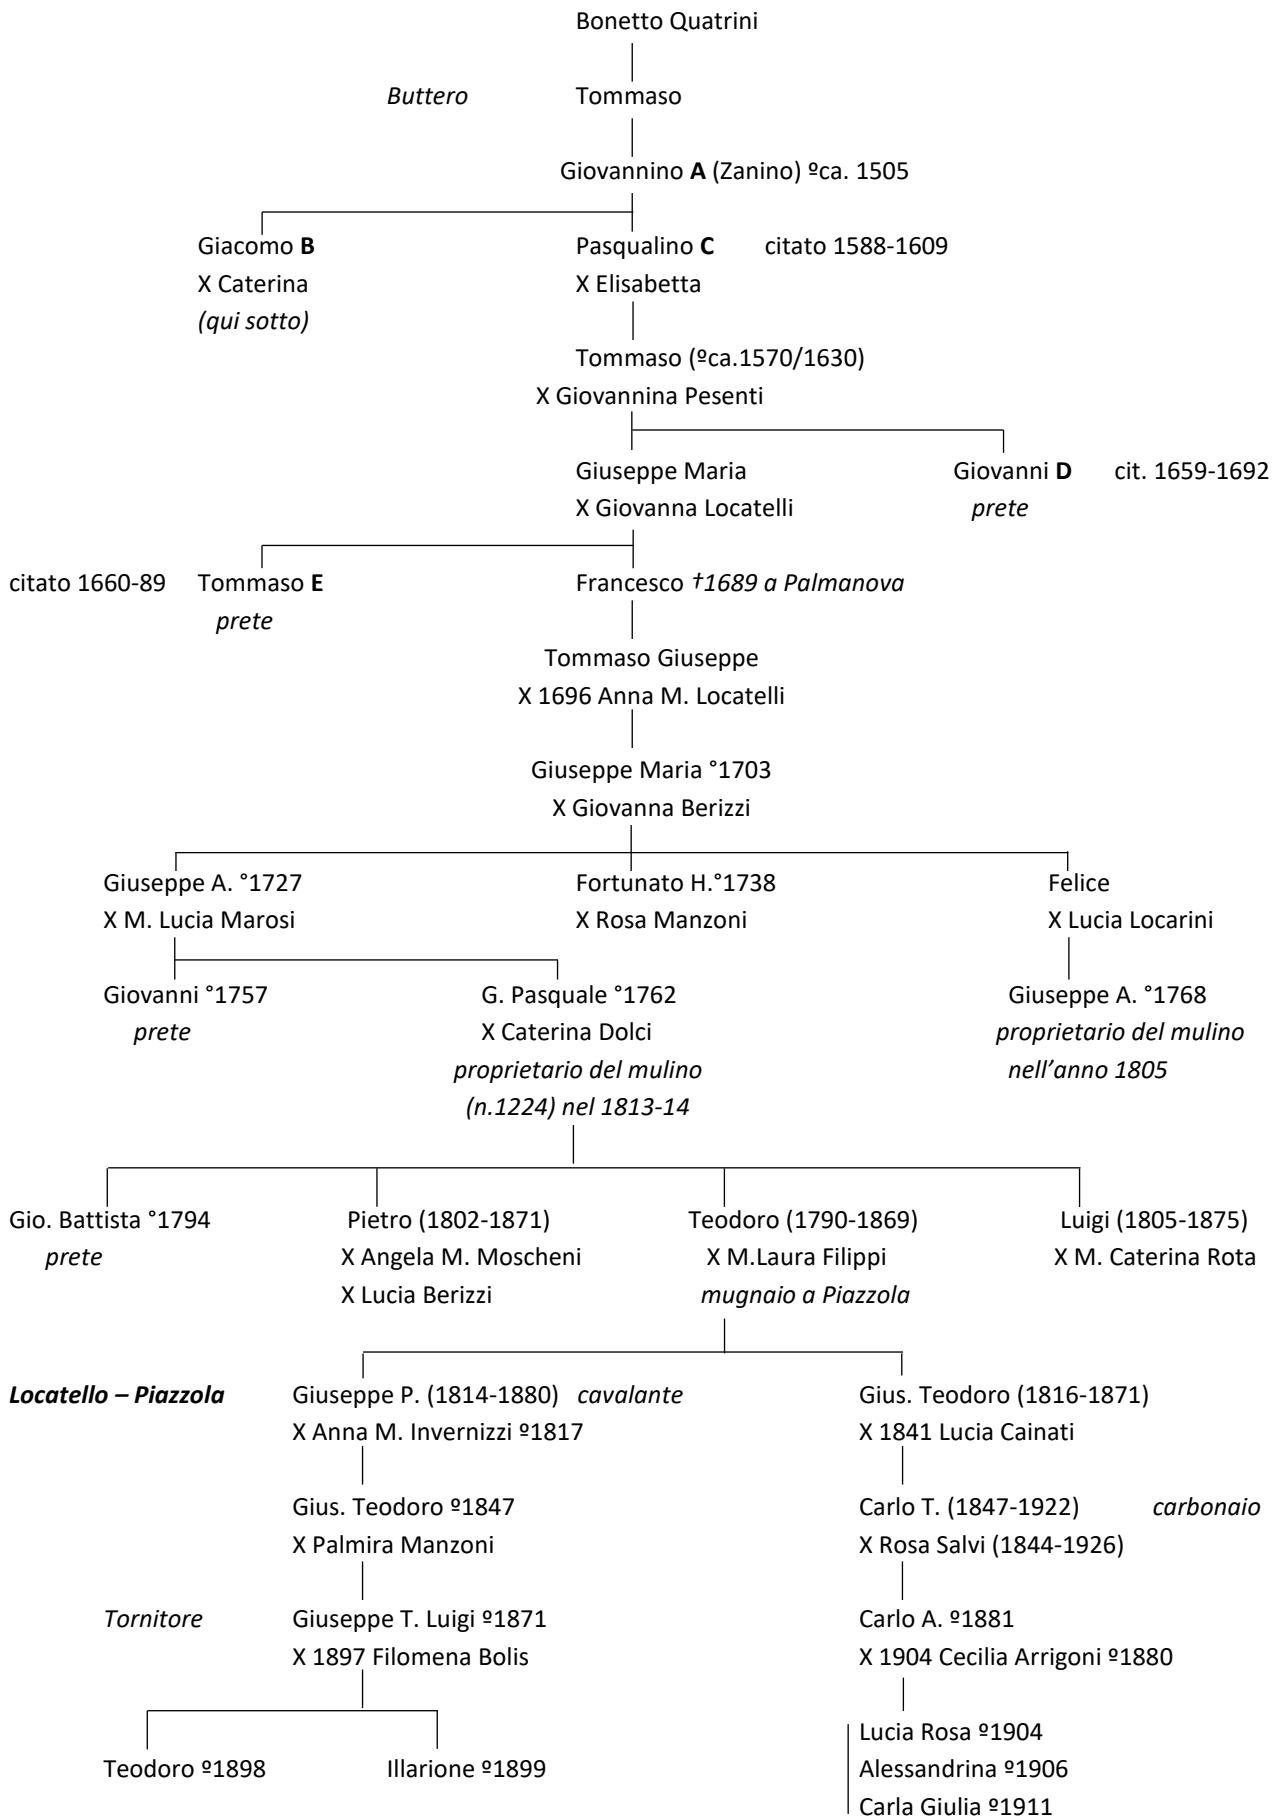 Bonetto Quatrini
Buttero Tommaso
Giovannino A (Zanino) ºca. 1505
Giacomo B Pasqualino C citato 1588-1609
X Caterina X Elisabetta
(qui sotto)
Tommaso (ºca.1570/1630)
X Giovannina Pesenti
Giuseppe Maria Giovanni D cit. 1659-1692
X Giovanna Locatelli prete
citato 1660-89 Tommaso E Francesco †1689 a Palmanova
prete
Tommaso Giuseppe
X 1696 Anna M. Locatelli
Giuseppe Maria °1703
X Giovanna Berizzi
Giuseppe A. °1727 Fortunato H.°1738 Felice
X M. Lucia Marosi X Rosa Manzoni X Lucia Locarini
Giovanni °1757 G. Pasquale °1762 Giuseppe A. °1768
prete X Caterina Dolci proprietario del mulino
proprietario del mulino nell’anno 1805
(n.1224) nel 1813-14
Gio. Battista °1794 Pietro (1802-1871) Teodoro (1790-1869) Luigi (1805-1875)
prete X Angela M. Moscheni X M.Laura Filippi X M. Caterina Rota
X Lucia Berizzi mugnaio a Piazzola
Locatello – Piazzola Giuseppe P. (1814-1880) cavalante Gius. Teodoro (1816-1871)
X Anna M. Invernizzi º1817 X 1841 Lucia Cainati
Gius. Teodoro º1847 Carlo T. (1847-1922) carbonaio
X Palmira Manzoni X Rosa Salvi (1844-1926)
Tornitore Giuseppe T. Luigi º1871 Carlo A. º1881
X 1897 Filomena Bolis X 1904 Cecilia Arrigoni º1880
Lucia Rosa º1904
Teodoro º1898 Illarione º1899 Alessandrina º1906
Carla Giulia º1911